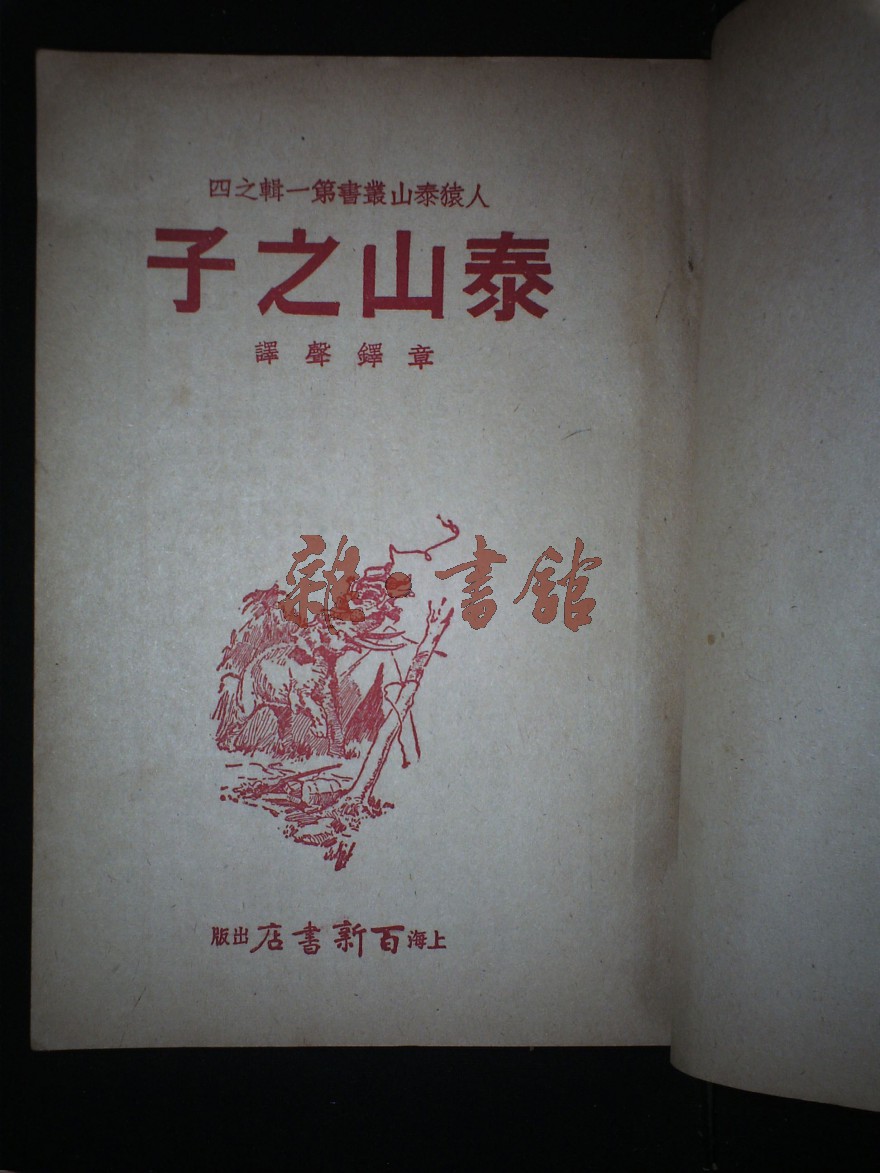 人猿泰山叢書第一輯之四
泰山之子
章鐸聲譯
雜·書館
上海百新書店出版